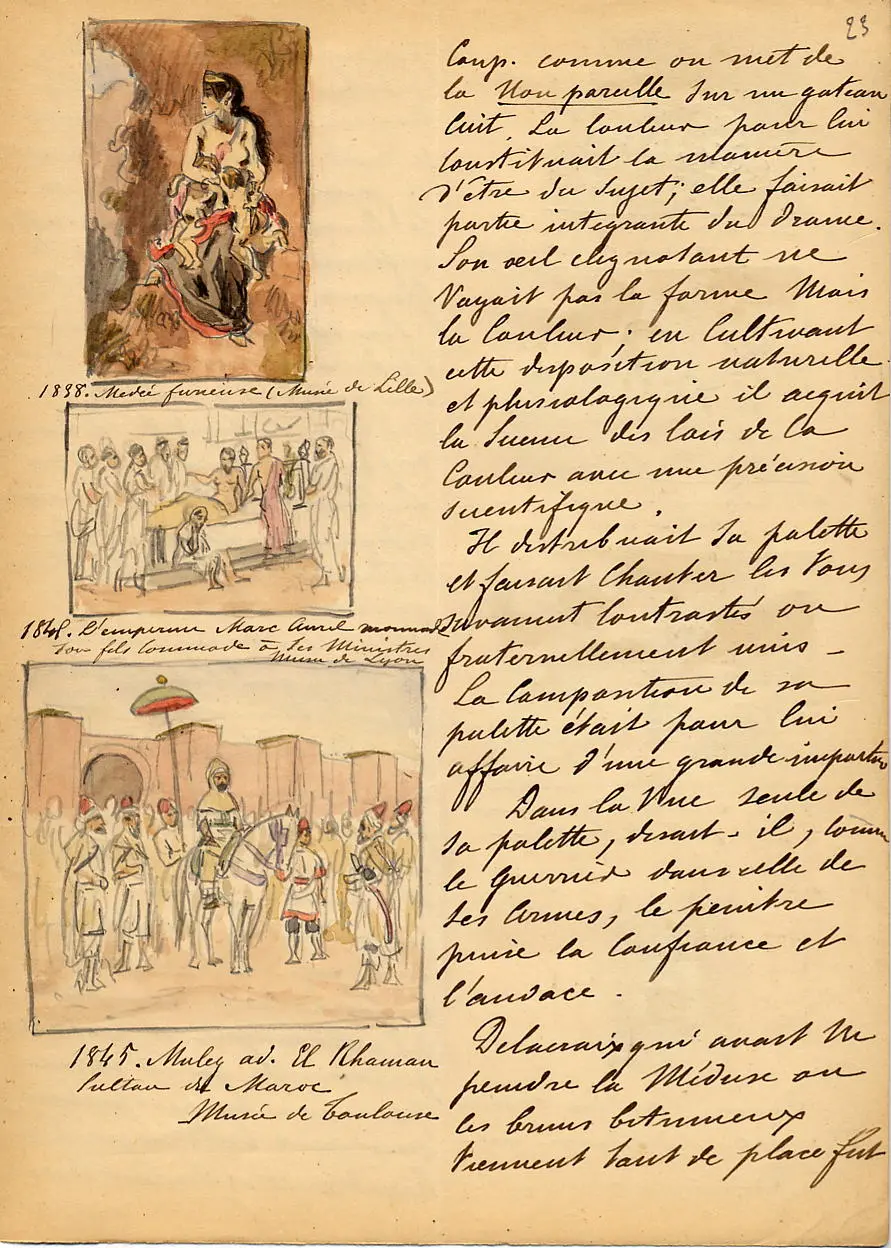 23
Coup. comme on met de
la Non pareille sur un gateau
cuit. La couleur pour lui
constituait la manière
d'être du sujet; elle faisait
partie intégrante du drame.
Son œil clignotant ne
voyait pas la forme Mais
la couleur; en cultivant
cette disposition naturelle
et phisiologique il acquit
la Science des lois de la
Couleur avec une précision
scientifique.
Il distribuait sa palette
et faisait chanter les tons
savamment contrastés ou
fraternellement unis -
La Composition de sa
palette était pour lui
affaire d'une grande importance
Dans la Vue seule de
sa palette, disait-il, comme
le Guerrier dans celle de
ses Armes, le peintre
puise la Confiance et
l'audace.
Delacroix qui avait vu
peindre la Méduse ou
les bruns bitumineux
tiennent tant de place fut
1838. Medée furieuse (Musée de Lille)
L'empereur Marc Aurel
son fils Commode à ses Ministres
Musée de Lyon
1845. Muley ad. El Rhaman
Sultan du Maroc
Musée de Toulouse